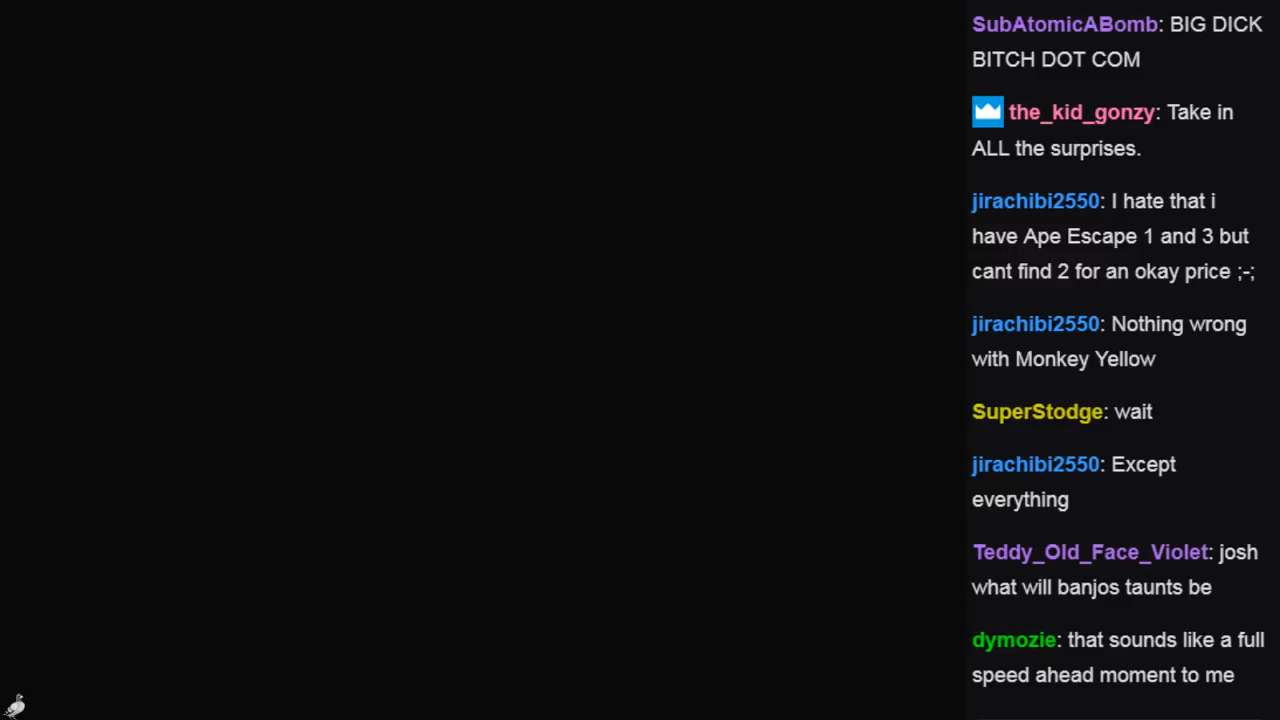 SubAtomicABomb: BIG DICK
BITCH DOT COM
the_kid_gonzy: Take in
ALL the surprises.
jirachibi2550: I hate that i
have Ape Escape 1 and 3 but
cant find 2 for an okay price ;-;
jirachibi2550: Nothing wrong
with Monkey Yellow
SuperStodge: wait
jirachibi2550: Except
everything
Teddy_Old_Face_Violet: josh
what will banjos taunts be
dymozie: that sounds like a full
speed ahead moment to me